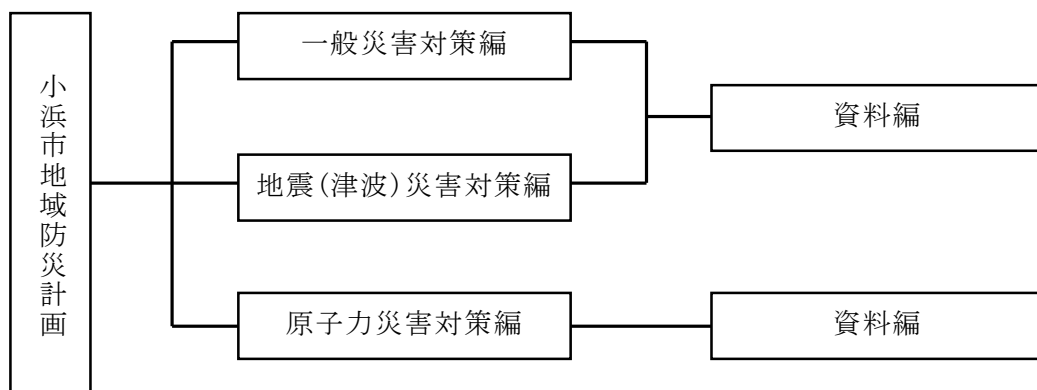 小浜市地域防災計画
一般災害対策編
地震(津波)災害対策編
原子力災害対策編
資料編
資料編